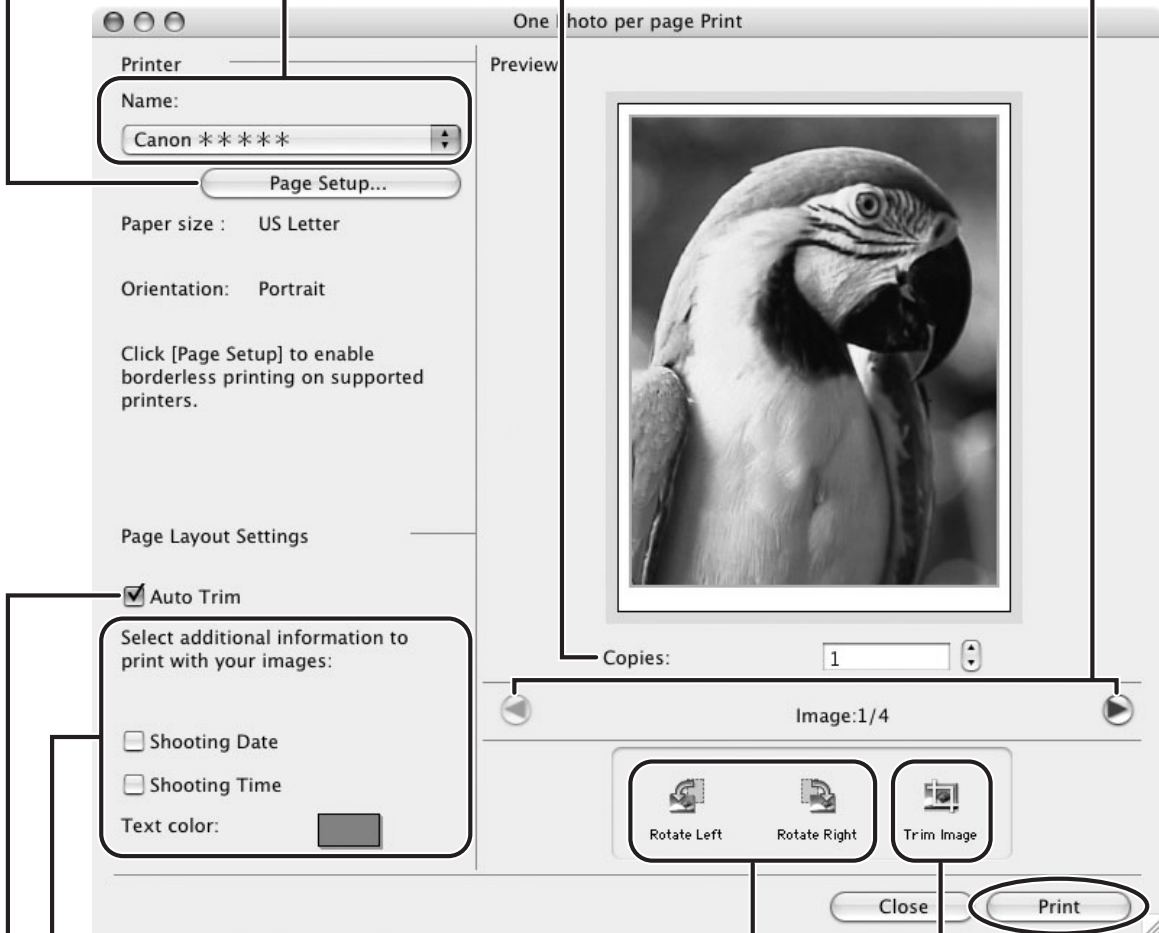 One hoto per page Print
Printer
Name:
Canon *****
Page Setup...
Paper size : US Letter
Orientation: Portrait
Click [Page Setup] to enable
borderless printing on supported
printers.
Page Layout Settings
Auto Trim
Select additional information to
print with your images:
Shooting Date
Shooting Time
Text color:
Preview
Copies: 1
Image:1/4
Rotate Left Rotate Right Trim Image
Close Print